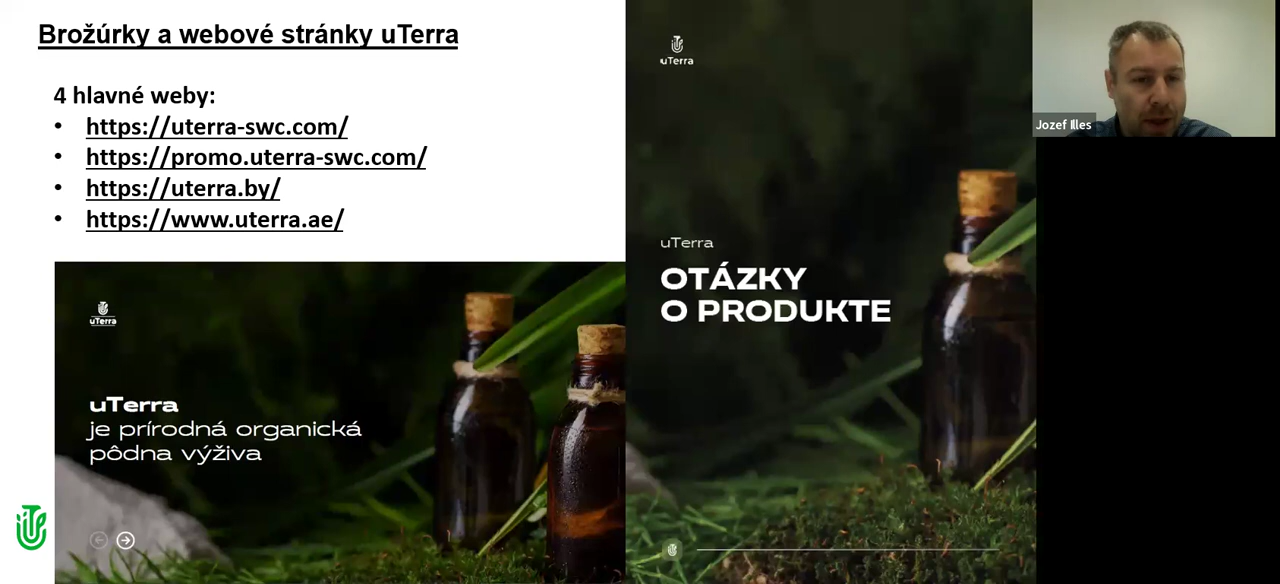 Brožúrky a webové stránky uTerra
4 hlavné weby:
• https://uterra-swc.com/
• https://promo.uterra-swc.com/
• https://uterra.by/
• https://www.uterra.ae/
uTerra
uTerra
je prírodná organická
pôdna výživa
uTerra
uTerra
OTÁZKY
O PRODUKTE
Jozef Illes